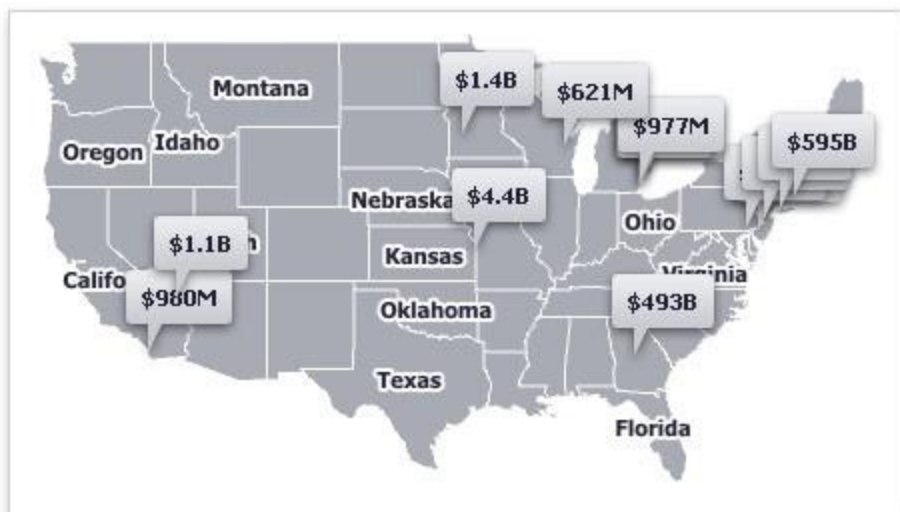 Montana
$1.4B
$621M
$977M
$595B
Oregon
Idaho
Nebraska
$4.4B
Ohio
$1.1B
h
Kansas
Califo
Virginia
$980M
Oklahoma
$493B
Texas
Florida